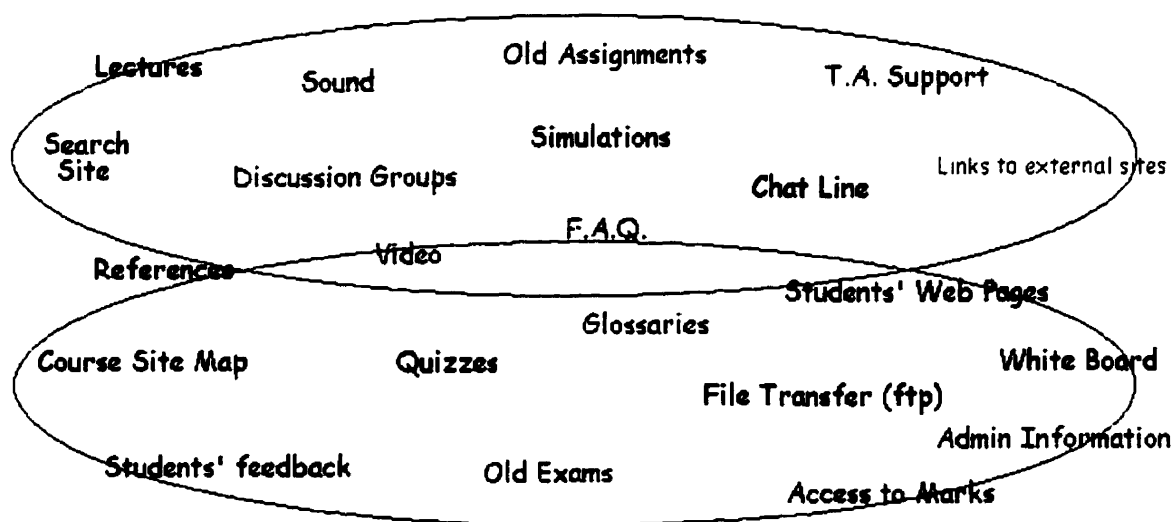 Lectures
Sound
Old Assignments
T.A. Support
Search
Site
Discussion Groups
Simulations
Chat Line
Links to external sites
F.A.Q.
Video
References
Students' Web Pages
Glossaries
Course Site Map
Quizzes
White Board
File Transfer (ftp)
Admin Information
Students' feedback
Old Exams
Access to Marks